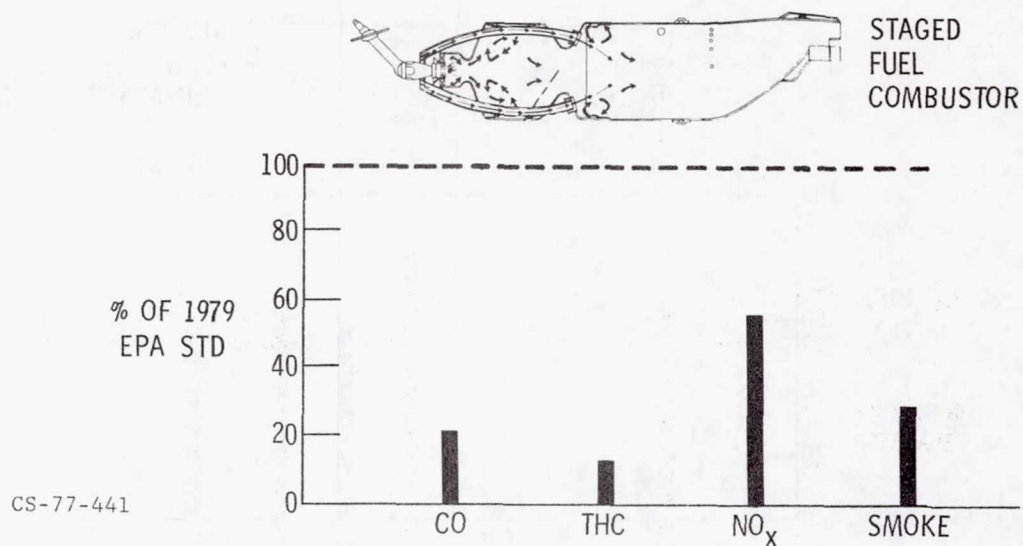 STAGED
FUEL
COMBUSTOR
100
80
60
40
20
0
% OF 1979
EPA STD
CO THC NOx SMOKE
CS-77-441